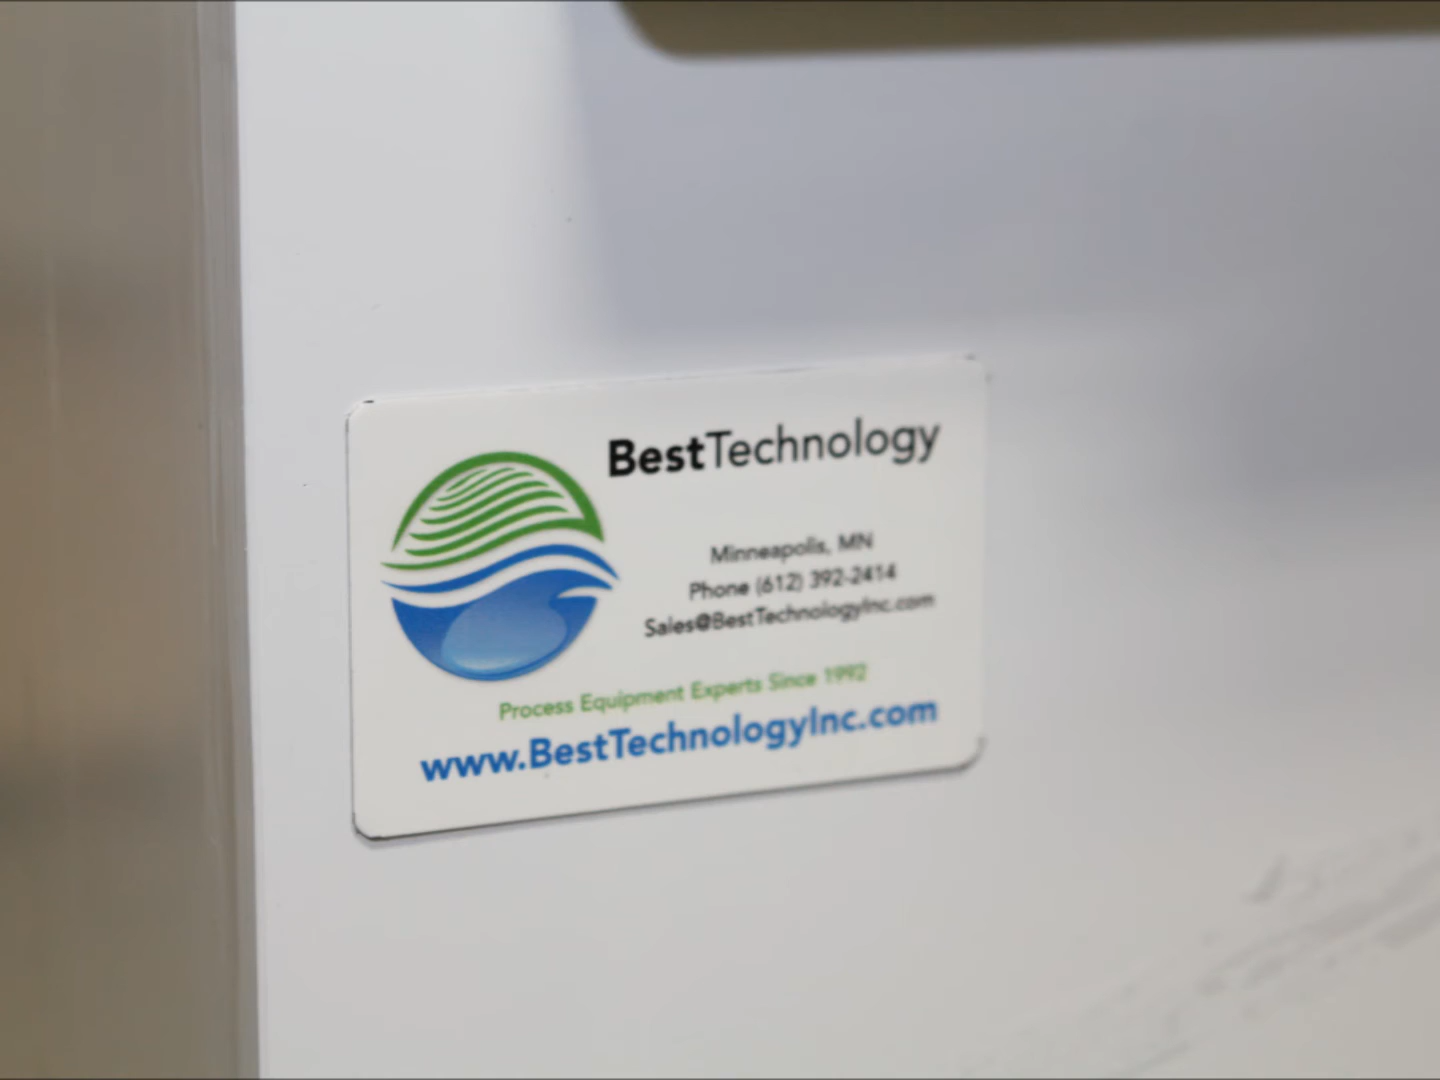 BestTechnology
Minneapolis, MN
Phone (612) 392-2414
Sales@BestTechnologyInc.com
Process Equipment Experts Since 1992
www.BestTechnologyInc.com